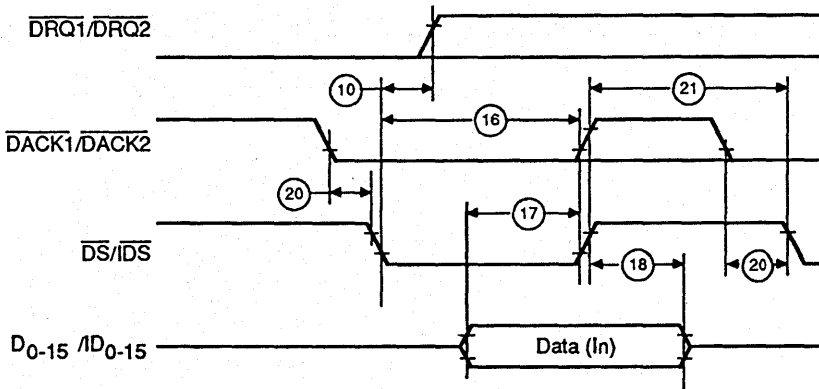 DRQ1/DRQ2
10
21
16
DACK1/DACK2
20
17
DS/IDS
18
20
D0-15 /ID0-15
Data (In)